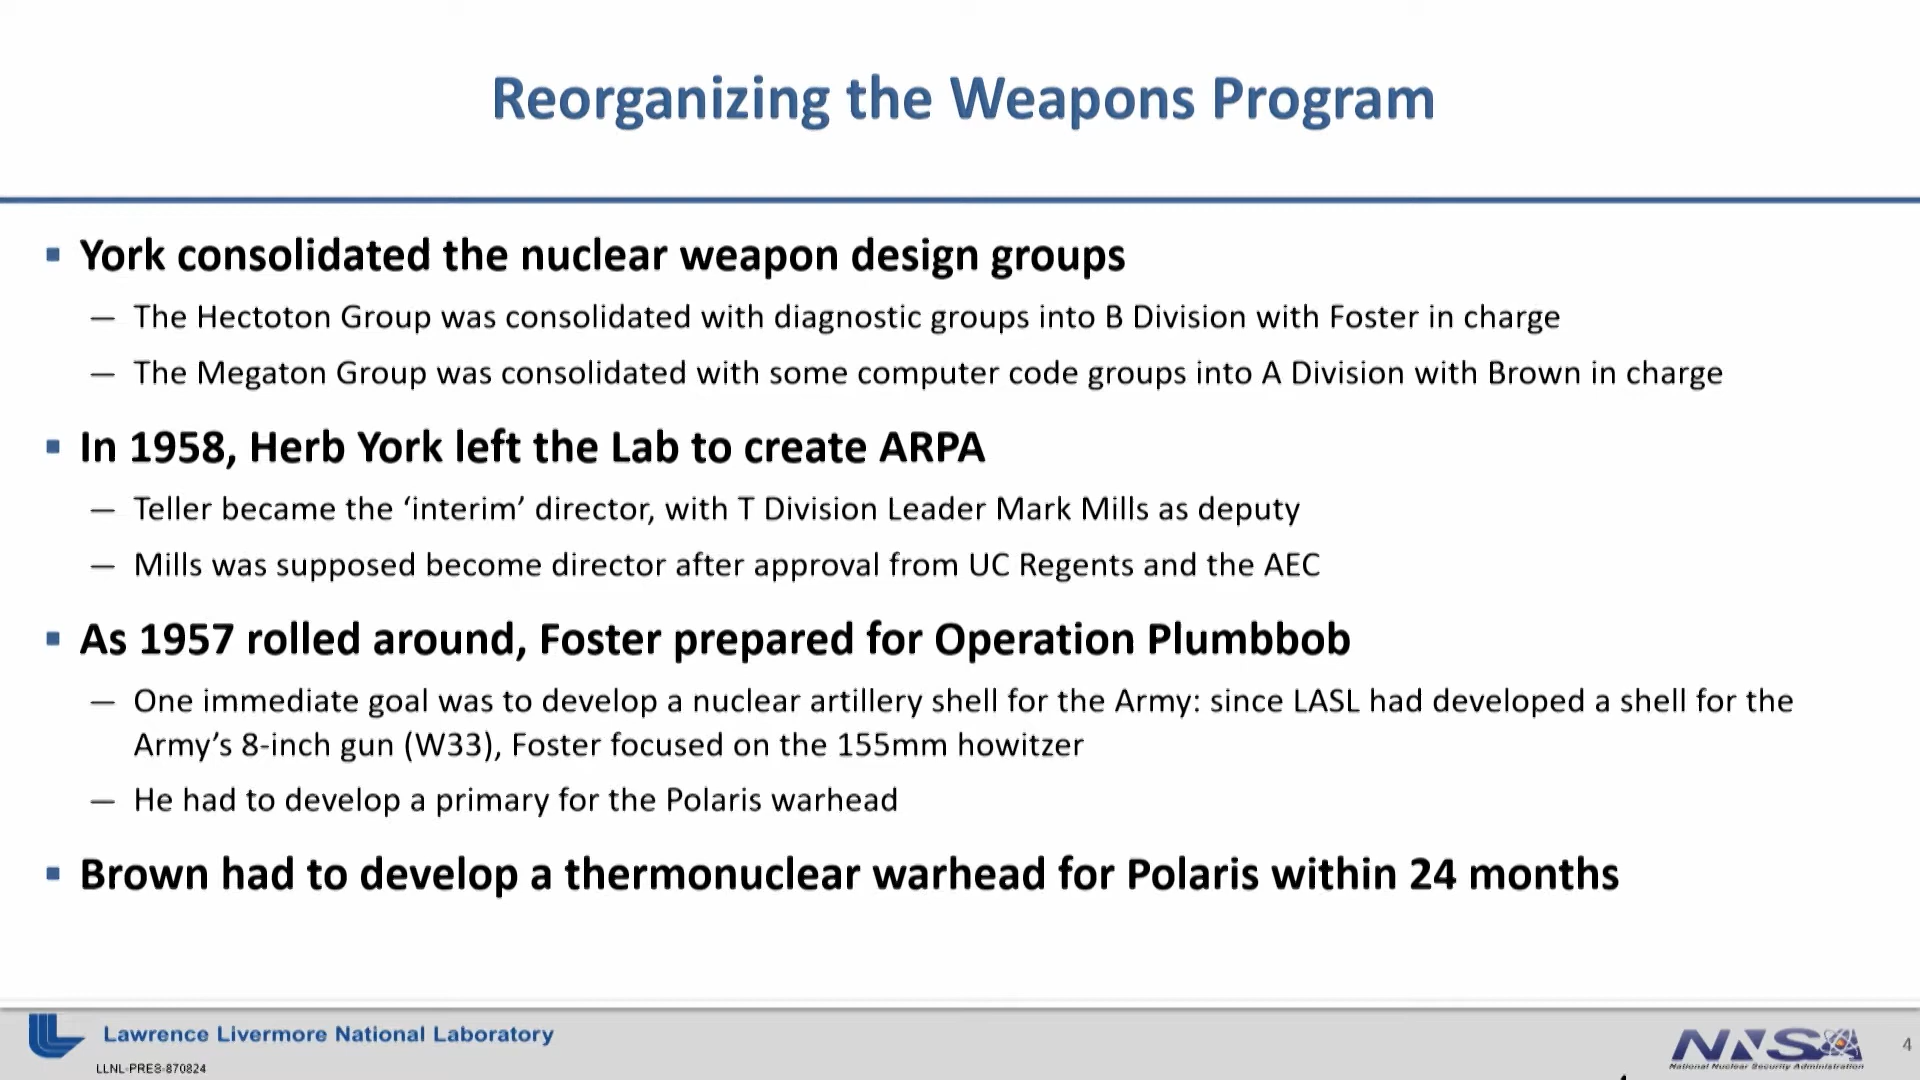 Reorganizing the Weapons Program
▪ York consolidated the nuclear weapon design groups
— The Hectoton Group was consolidated with diagnostic groups into B Division with Foster in charge
— The Megaton Group was consolidated with some computer code groups into A Division with Brown in charge
▪ In 1958, Herb York left the Lab to create ARPA
— Teller became the ‘interim’ director, with T Division Leader Mark Mills as deputy
— Mills was supposed become director after approval from UC Regents and the AEC
▪ As 1957 rolled around, Foster prepared for Operation Plumbbob
— One immediate goal was to develop a nuclear artillery shell for the Army: since LASL had developed a shell for the
Army’s 8-inch gun (W33), Foster focused on the 155mm howitzer
— He had to develop a primary for the Polaris warhead
▪ Brown had to develop a thermonuclear warhead for Polaris within 24 months
Lawrence Livermore National Laboratory
LLNL-PRES-870824
NNSA
National Nuclear Security Administration
4